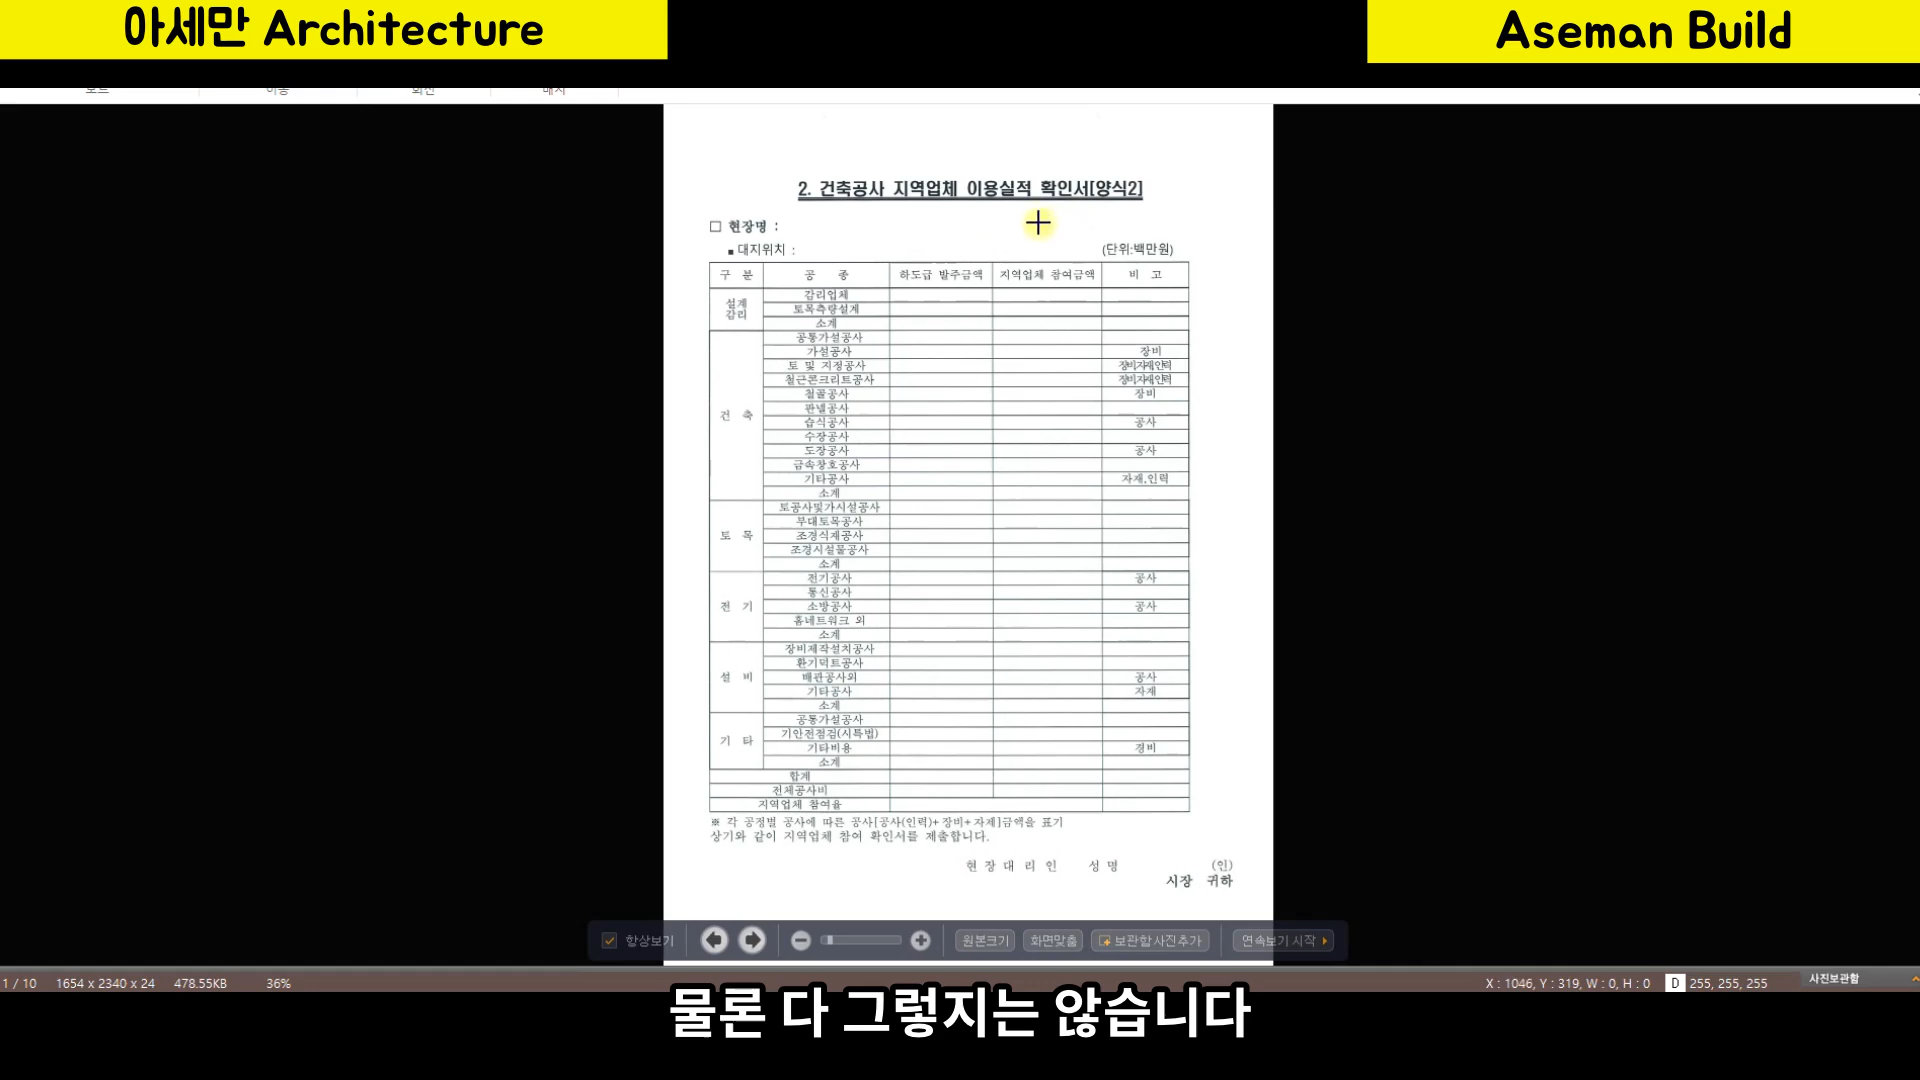 아세만 Architecture
Aseman Build
모드 이동 회전 배치
2. 건축공사 지역업체 이용실적 확인서[양식2]
□ 현장명 :
■ 대지위치 : (단위:백만원)
구 분 공 종 하도급 발주금액 지역업체 참여금액 비 고
설계 감리 감리업체
토목측량설계
소계
건 축 공통가설공사
가설공사 장비
토 및 지정공사 장비,자재,인력
철근콘크리트공사 장비,자재,인력
철골공사 장비
판넬공사
습식공사 공사
수장공사
도장공사 공사
금속창호공사
기타공사 자재,인력
소계
토 목 토공사및가시설공사
부대토목공사
조경식재공사
조경시설물공사
소계
전 기 전기공사 공사
통신공사
소방공사 공사
홈네트워크 외
소계
설 비 장비제작설치공사
환기덕트공사
배관공사외 공사
기타공사 자재
소계
기 타 공통가설공사
기안전점검(시특법)
기타비용 경비
소계
합계
전체공사비
지역업체 참여율
※ 각 공정별 공사에 따른 공사[공사(인력)+장비+자제]금액을 표기
상기와 같이 지역업체 참여 확인서를 제출합니다.
현 장 대 리 인 성 명 (인)
시장 귀하
항상보기 원본크기 화면맞춤 보관함 사진추가 연속보기 시작
1 / 10 1654 x 2340 x 24 478.55KB 36% X : 1046, Y : 319, W : 0, H : 0 D 255, 255, 255 사진보관함
물론 다 그렇지는 않습니다